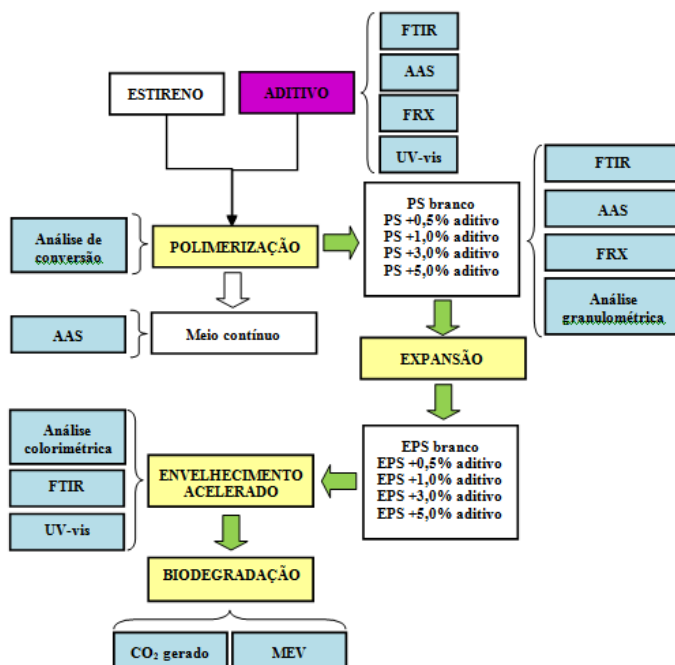 FTIR
AAS
FRX
UV-vis
ESTIRENO
ADITIVO
Análise de
conversão
POLIMERIZAÇÃO
PS branco
PS +0,5% aditivo
PS +1,0% aditivo
PS +3,0% aditivo
PS +5,0% aditivo
FTIR
AAS
FRX
Análise
granulométrica
AAS
Meio contínuo
EXPANSÃO
EPS branco
EPS +0,5% aditivo
EPS +1,0% aditivo
EPS +3,0% aditivo
EPS +5,0% aditivo
Análise
colorimétrica
FTIR
UV-vis
ENVELHECIMENTO
ACELERADO
BIODEGRADAÇÃO
CO₂ gerado
MEV